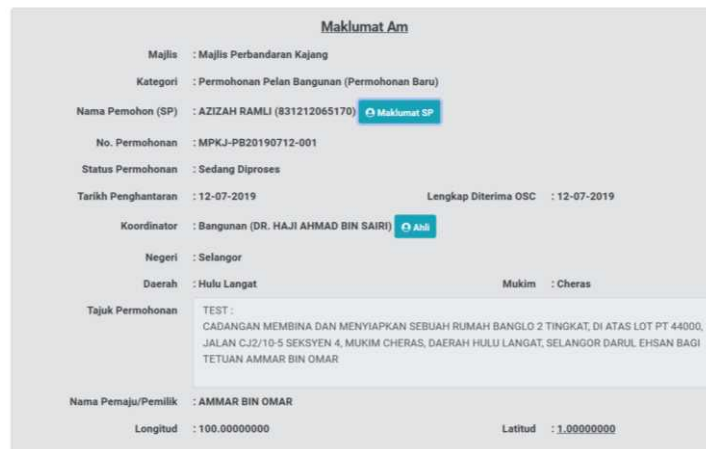 Maklumat Am
Majlis : Majlis Perbandaran Kajang
Kategori : Permohonan Pelan Bangunan (Permohonan Baru)
Nama Pemohon (SP) : AZIZAH RAMLI (831212065170) Maklumat SP
No. Permohonan : MPKJ-PB20190712-001
Status Permohonan : Sedang Diproses
Tarikh Penghantaran : 12-07-2019 Lengkap Diterima OSC : 12-07-2019
Koordinator : Bangunan (DR. HAJI AHMAD BIN SAIRI) Ahli
Negeri : Selangor
Daerah : Hulu Langat Mukim : Cheras
Tajuk Permohonan TEST :
CADANGAN MEMBINA DAN MENYIAPKAN SEBUAH RUMAH BANGLO 2 TINGKAT, DI ATAS LOT PT 44000,
JALAN CJ2/10-5 SEKSYEN 4, MUKIM CHERAS, DAERAH HULU LANGAT, SELANGOR DARUL EHSAN BAGI
TETUAN AMMAR BIN OMAR
Nama Pemaju/Pemilik : AMMAR BIN OMAR
Longitud : 100.00000000 Latitud : 1.00000000